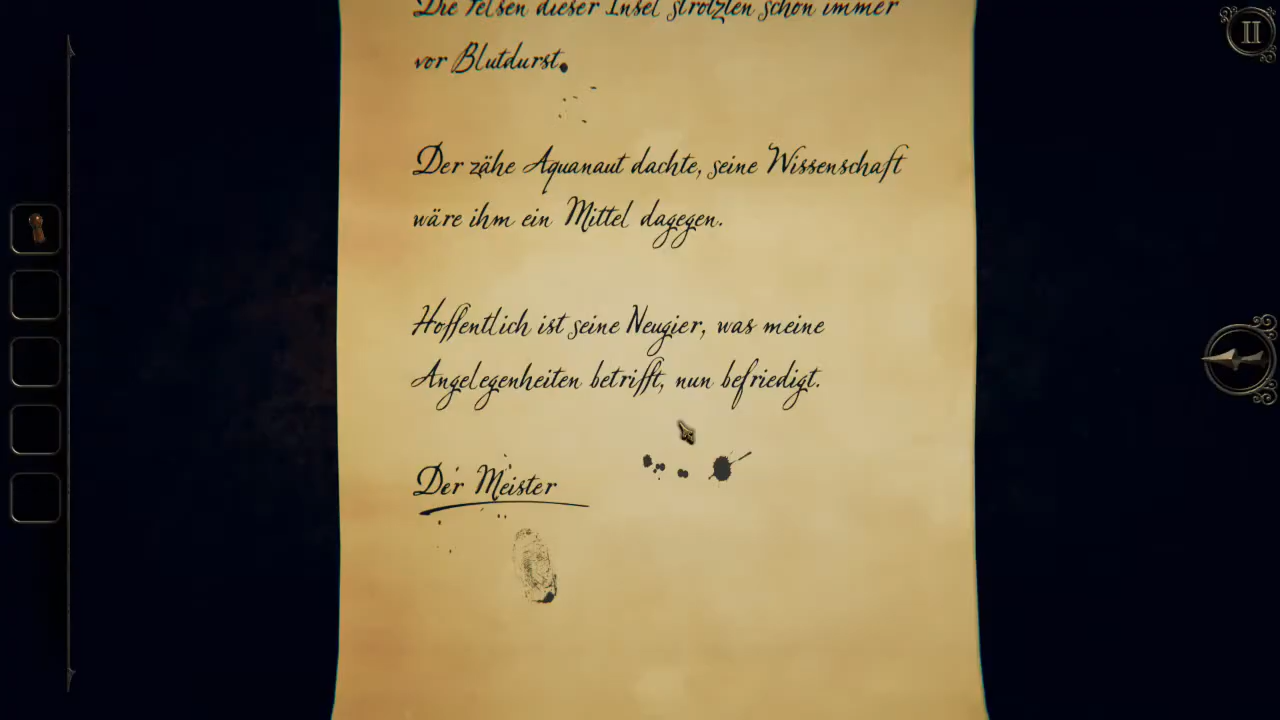 Die Felsen dieser Insel strotzten schon immer
vor Blutdurst.
Der zähe Aquanaut dachte, seine Wissenschaft
wäre ihm ein Mittel dagegen.
Hoffentlich ist seine Neugier, was meine
Angelegenheiten betrifft, nun befriedigt.
Der Meister